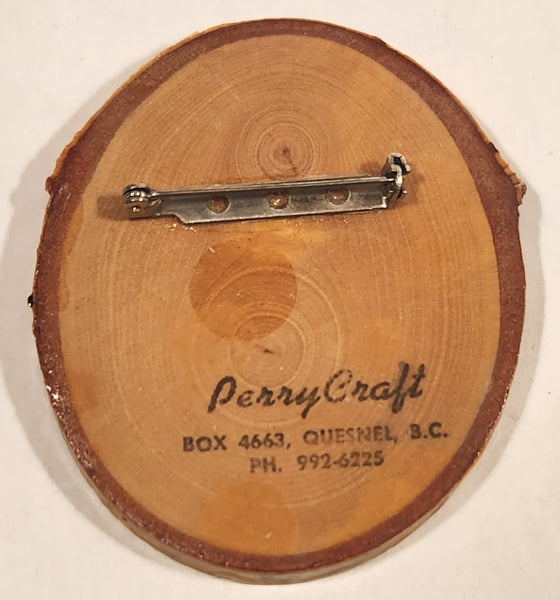 PerryCraft
BOX 4663, QUESNEL, B.C.
PH. 992-6225